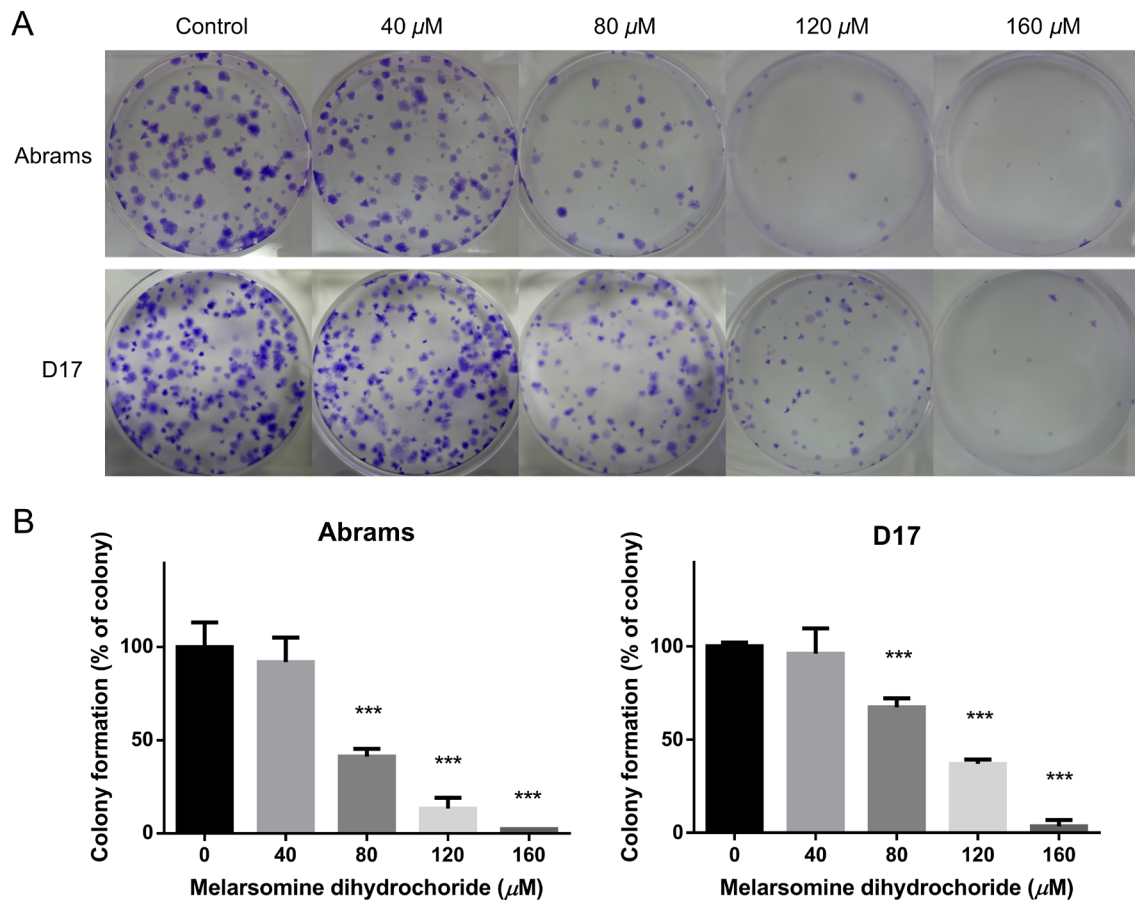 A
Control 40 µM 80 µM 120 µM 160 µM
Abrams
D17
B
Abrams
Colony formation (% of colony)
100
50
0
***
***
***
0 40 80 120 160
Melarsomine dihydrochoride (µM)
D17
Colony formation (% of colony)
100
50
0
***
***
***
0 40 80 120 160
Melarsomine dihydrochoride (µM)